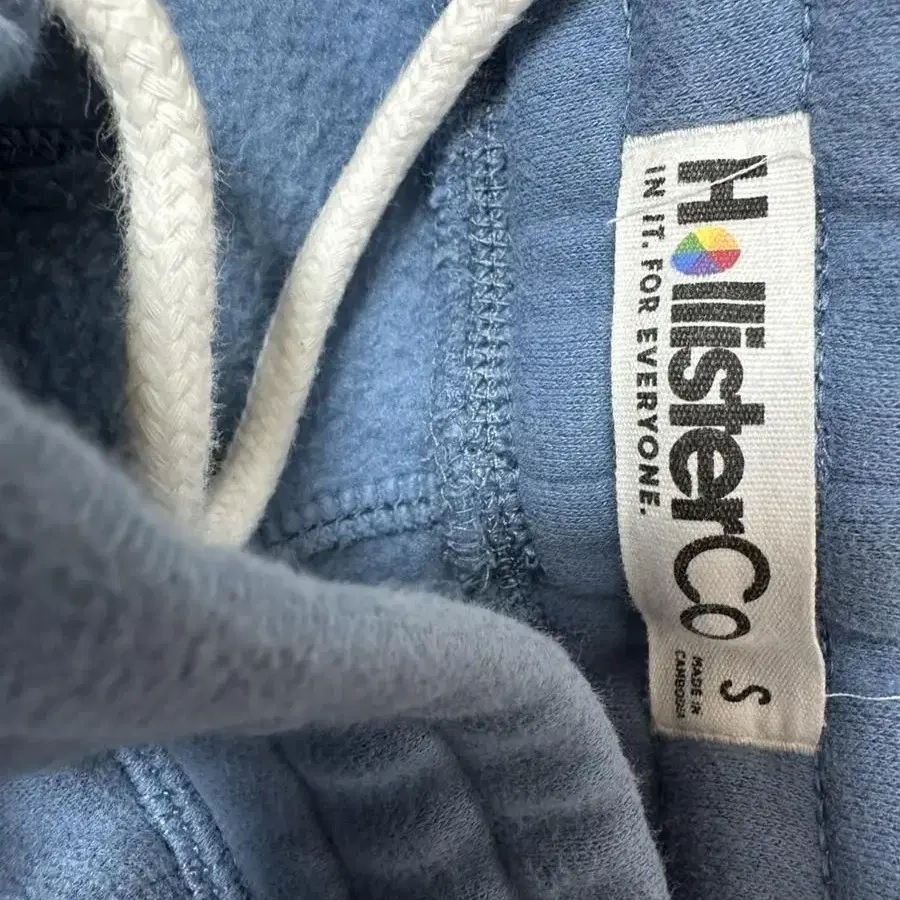 HollisterCo
IN IT. FOR EVERYONE.
S
MADE IN
CAMBODIA